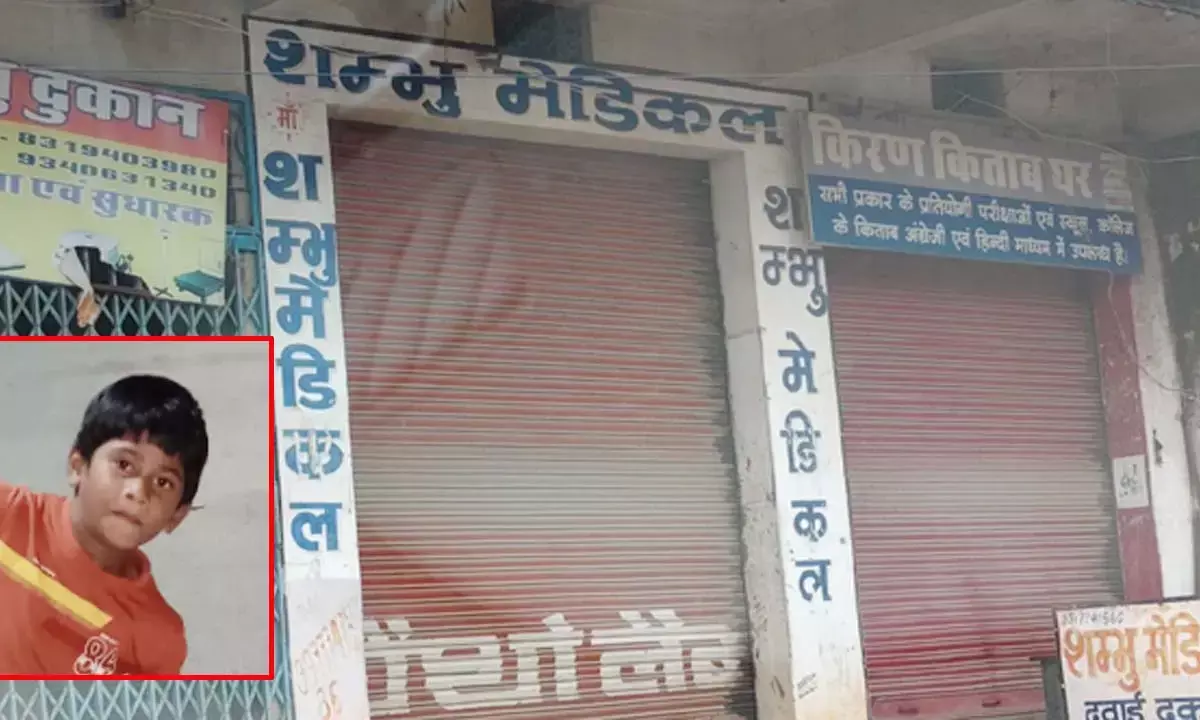 दुकान
8319403980
9340631340
एवं सुधारक
शम्भु मेडिकल
माँ
शम्भु मेडिकल
शम्भु मेडिकल
किरण किताब घर
सभी प्रकार के प्रतियोगी परीक्षाओं एवं स्कूल, कॉलेज
के किताब अंग्रेजी एवं हिन्दी माध्यम में उपलब्ध है।
पैथो लैब
84
शम्भु मेडि
दवाई दुक